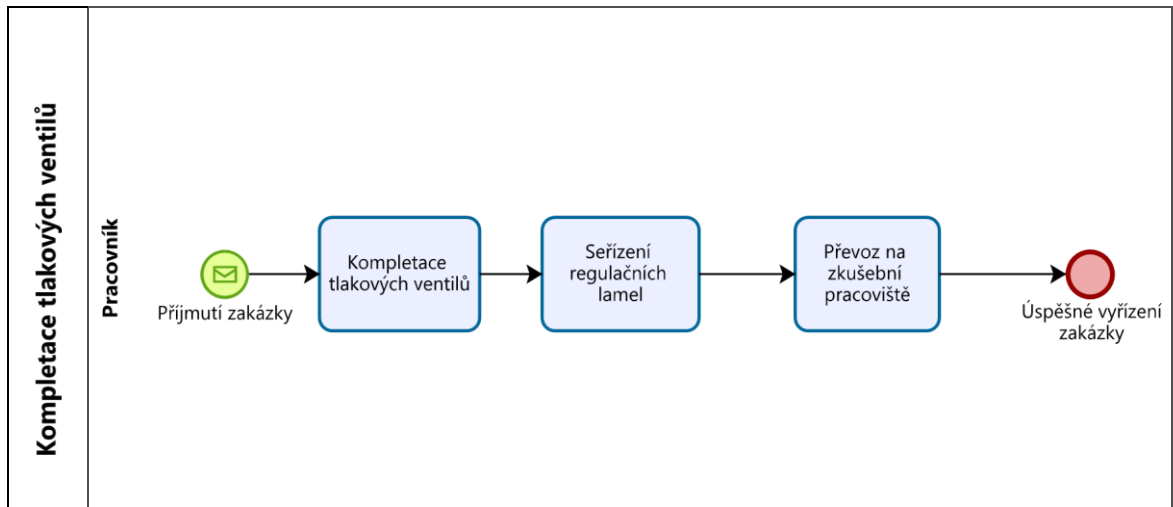 Kompletace tlakových ventilů
Pracovník
Příjmutí zakázky
Kompletace
tlakových ventilů
Seřízení
regulačních
lamel
Převoz na
zkušební
pracoviště
Úspěšné vyřízení
zakázky